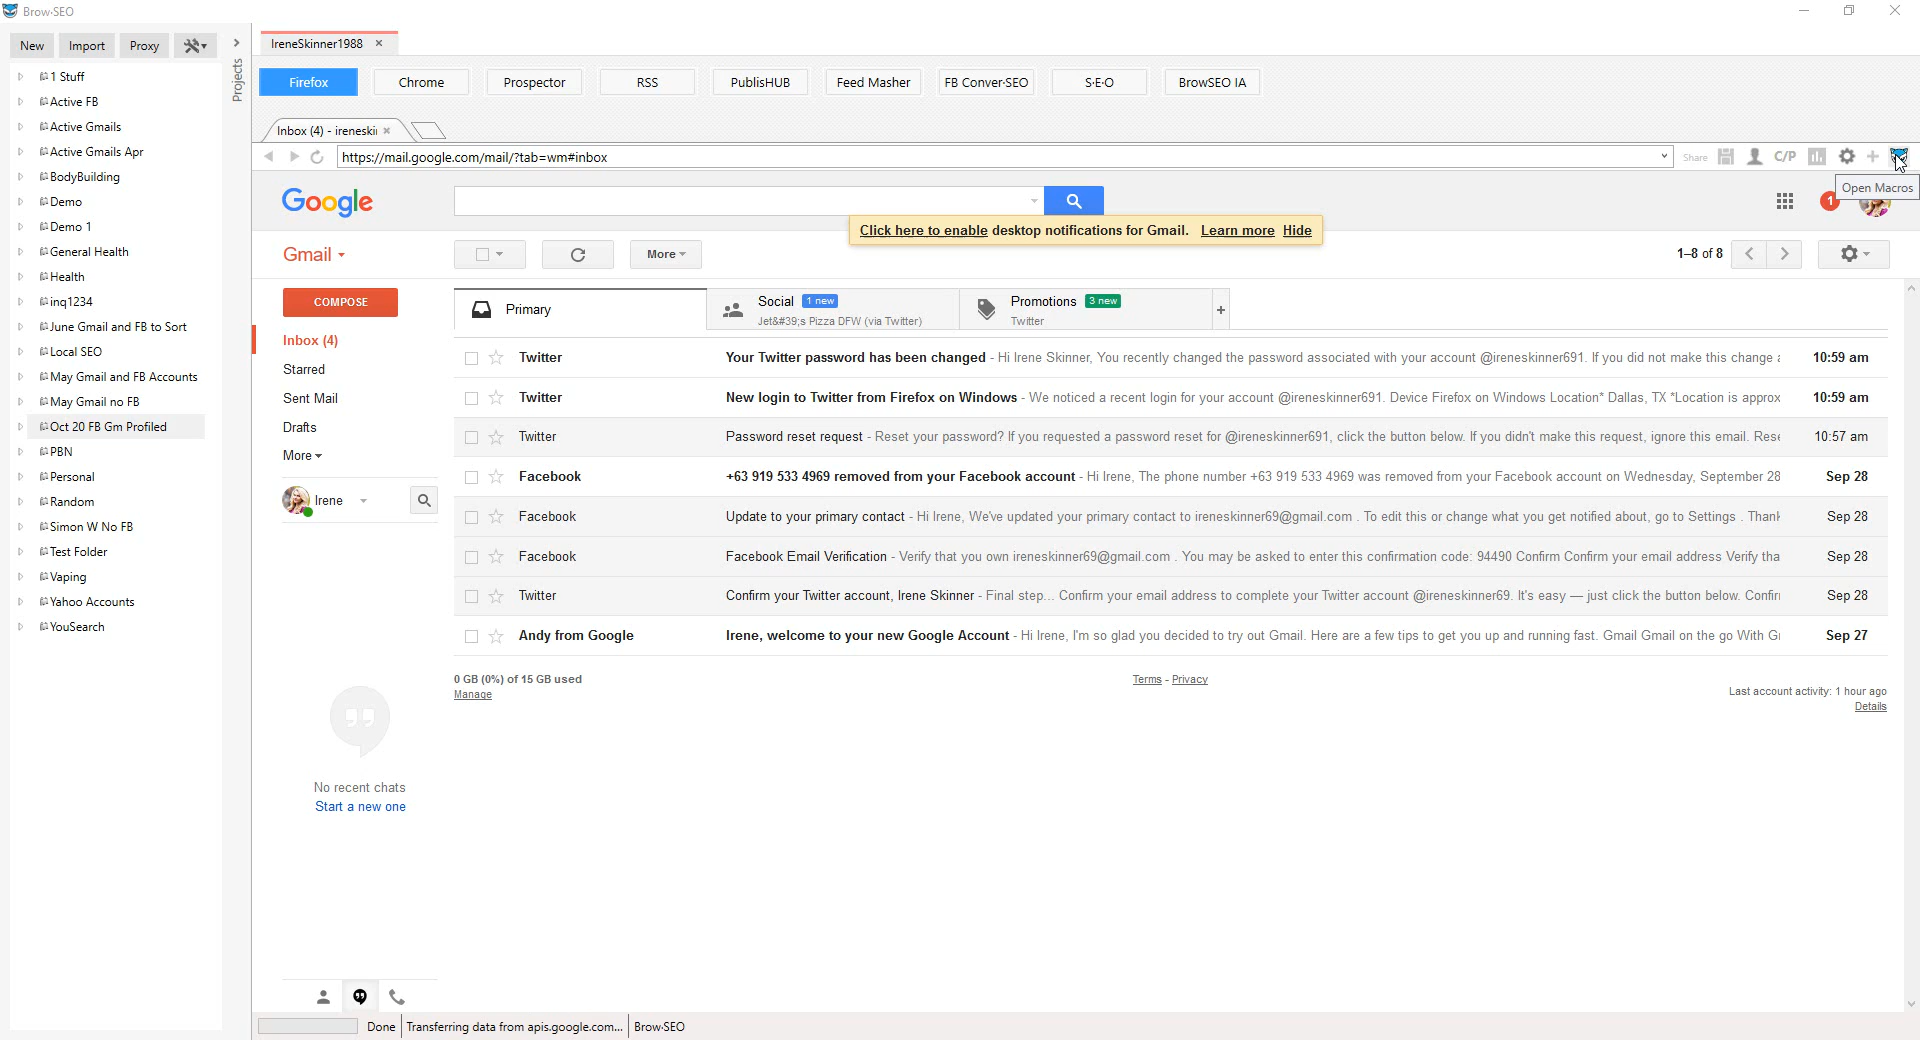 Brow·SEO
New Import Proxy
Projects
1 Stuff
Active FB
Active Gmails
Active Gmails Apr
BodyBuilding
Demo
Demo 1
General Health
Health
inq1234
June Gmail and FB to Sort
Local SEO
May Gmail and FB Accounts
May Gmail no FB
Oct 20 FB Gm Profiled
PBN
Personal
Random
Simon W No FB
Test Folder
Vaping
Yahoo Accounts
YouSearch
IreneSkinner1988
Firefox Chrome Prospector RSS PublisHUB Feed Masher FB Conver·SEO S·E·O BrowSEO IA
Inbox (4) - ireneskii
https://mail.google.com/mail/?tab=wm#inbox Share C/P
Open Macros
Google 1
Click here to enable desktop notifications for Gmail. Learn more Hide
Gmail More 1–8 of 8
COMPOSE
Inbox (4)
Starred
Sent Mail
Drafts
More
Irene
No recent chats
Start a new one
Primary
Social 1 new
Jet&#39;s Pizza DFW (via Twitter)
Promotions 3 new
Twitter
+
Twitter Your Twitter password has been changed - Hi Irene Skinner, You recently changed the password associated with your account @ireneskinner691. If you did not make this change 10:59 am
Twitter New login to Twitter from Firefox on Windows - We noticed a recent login for your account @ireneskinner691. Device Firefox on Windows Location* Dallas, TX *Location is approx 10:59 am
Twitter Password reset request - Reset your password? If you requested a password reset for @ireneskinner691, click the button below. If you didn't make this request, ignore this email. Rese 10:57 am
Facebook +63 919 533 4969 removed from your Facebook account - Hi Irene, The phone number +63 919 533 4969 was removed from your Facebook account on Wednesday, September 28 Sep 28
Facebook Update to your primary contact - Hi Irene, We've updated your primary contact to ireneskinner69@gmail.com . To edit this or change what you get notified about, go to Settings . Thank Sep 28
Facebook Facebook Email Verification - Verify that you own ireneskinner69@gmail.com . You may be asked to enter this confirmation code: 94490 Confirm Confirm your email address Verify tha Sep 28
Twitter Confirm your Twitter account, Irene Skinner - Final step... Confirm your email address to complete your Twitter account @ireneskinner69. It's easy — just click the button below. Confir Sep 28
Andy from Google Irene, welcome to your new Google Account - Hi Irene, I'm so glad you decided to try out Gmail. Here are a few tips to get you up and running fast. Gmail Gmail on the go With G Sep 27
0 GB (0%) of 15 GB used
Manage
Terms - Privacy
Last account activity: 1 hour ago
Details
Done Transferring data from apis.google.com... Brow·SEO